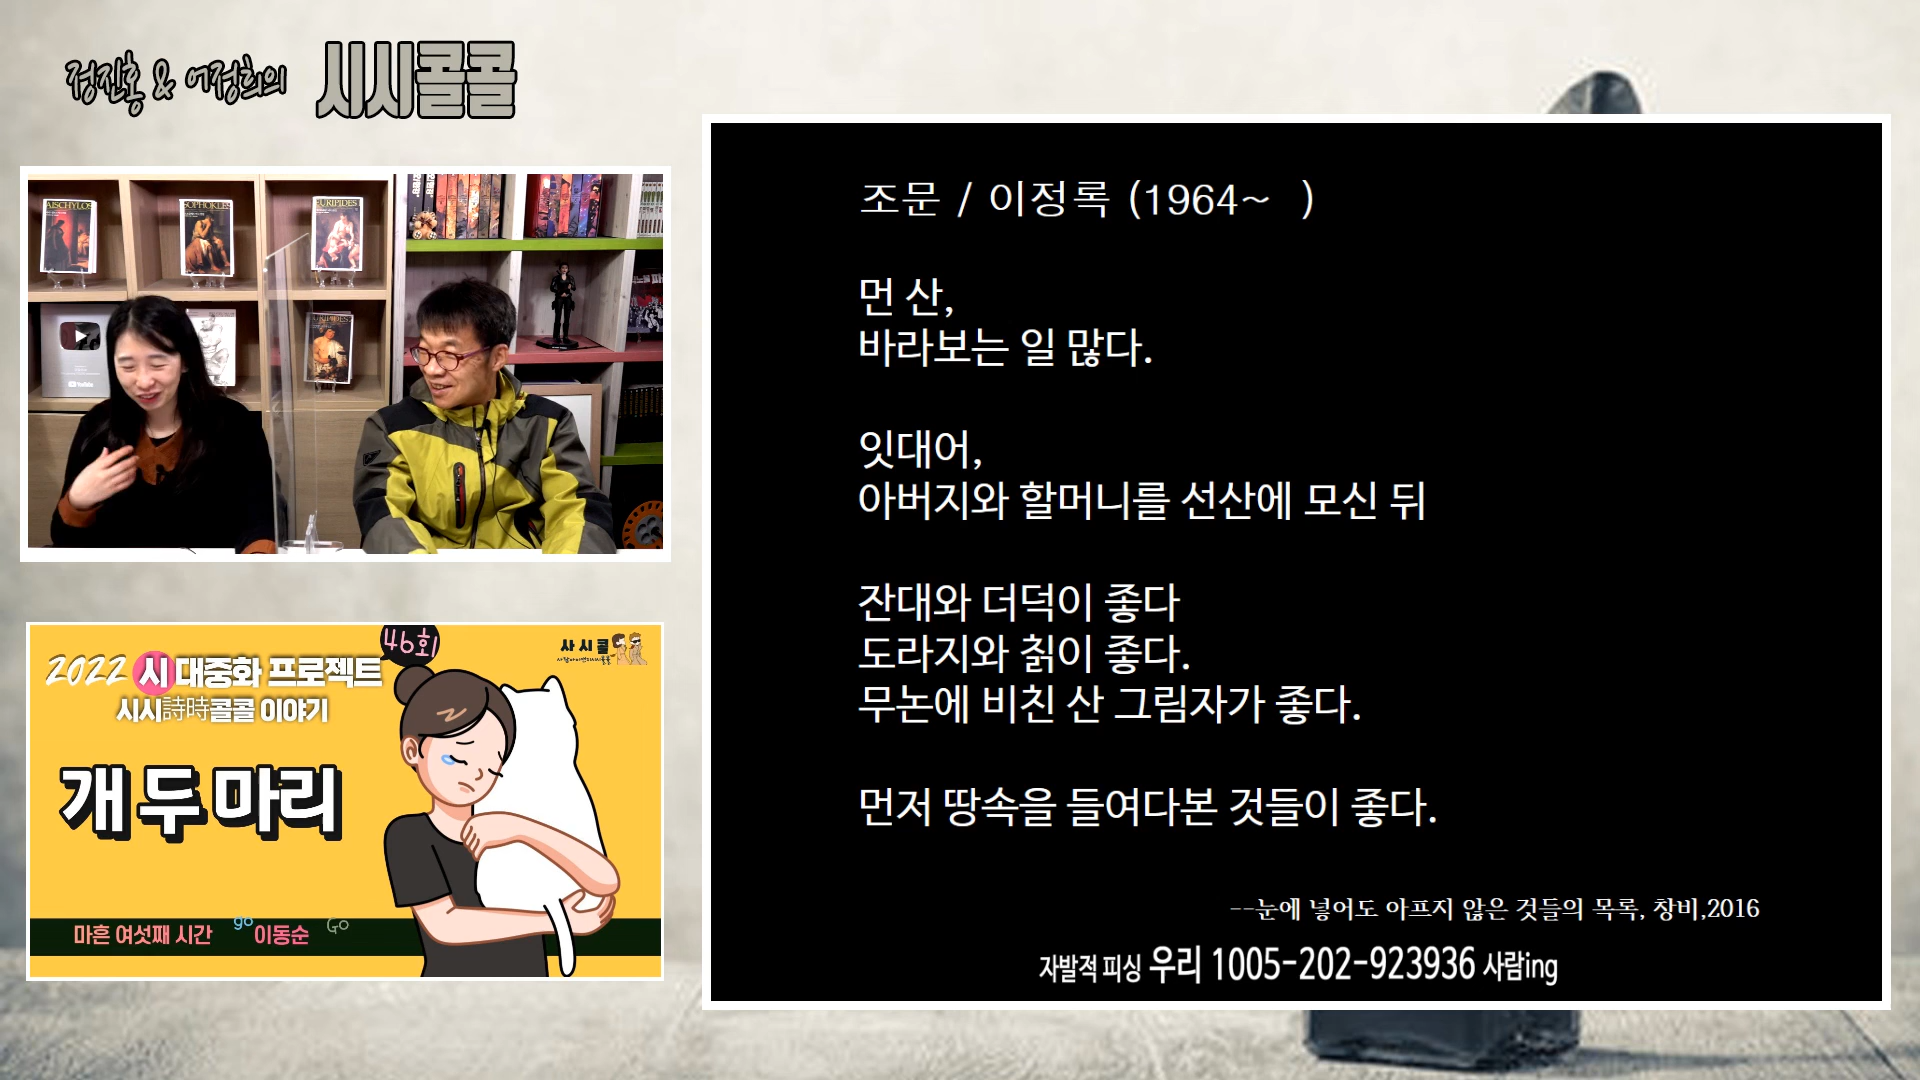 정진홍 & 어정희의 시시콜콜
AISCHYLOS
SOPHOKLES
EURIPIDES
EURIPIDES
YouTube
46회
2022 시 대중화 프로젝트
시시詩時콜콜 이야기
사시콜
개 두 마리
마흔 여섯째 시간 go 이동순 Go
조문 / 이정록 (1964~ )
먼 산,
바라보는 일 많다.
잇대어,
아버지와 할머니를 선산에 모신 뒤
잔대와 더덕이 좋다
도라지와 칡이 좋다.
무논에 비친 산 그림자가 좋다.
먼저 땅속을 들여다본 것들이 좋다.
--눈에 넣어도 아프지 않은 것들의 목록, 창비,2016
자발적 피싱 우리 1005-202-923936 사람ing